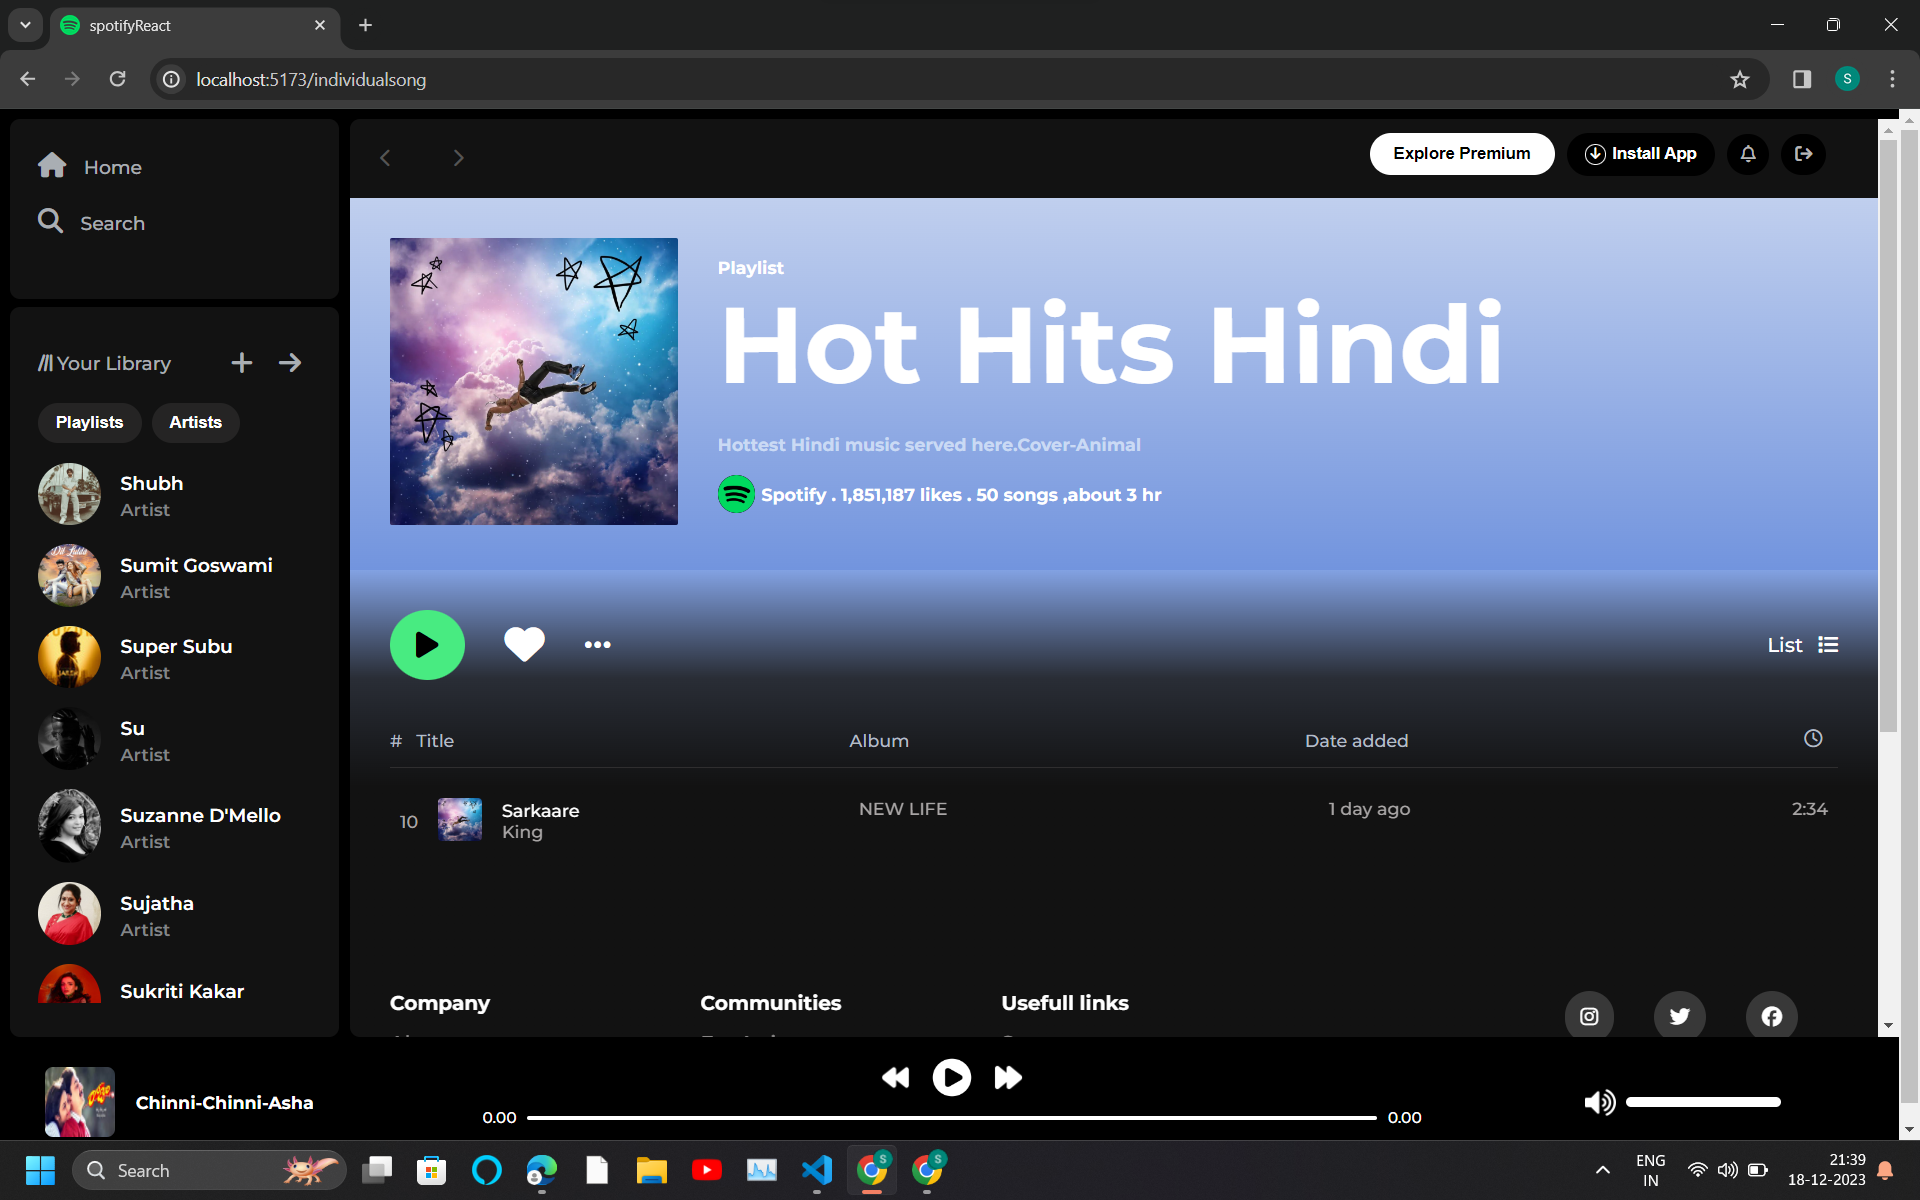 spotifyReact
localhost:5173/individualsong
S
Home
Search
Your Library
Playlists
Artists
Shubh
Artist
Sumit Goswami
Artist
Super Subu
Artist
Su
Artist
Suzanne D'Mello
Artist
Sujatha
Artist
Sukriti Kakar
Explore Premium
Install App
Playlist
Hot Hits Hindi
Hottest Hindi music served here.Cover-Animal
Spotify . 1,851,187 likes . 50 songs ,about 3 hr
List
# Title Album Date added
10 Sarkaare NEW LIFE 1 day ago 2:34
King
Company Communities Usefull links
Chinni-Chinni-Asha
0.00 0.00
Search
S
S
ENG
IN
21:39
18-12-2023